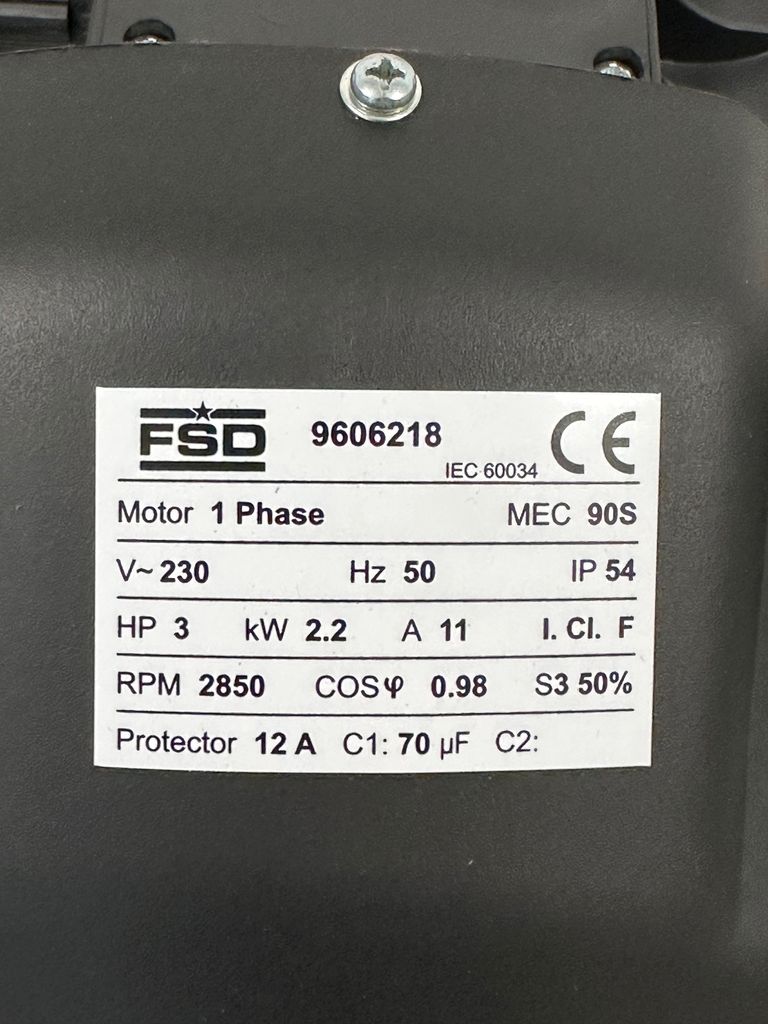 FSD 9606218 CE
IEC 60034
Motor 1 Phase MEC 90S
V~ 230 Hz 50 IP 54
HP 3 kW 2.2 A 11 I. Cl. F
RPM 2850 COSφ 0.98 S3 50%
Protector 12 A C1: 70 µF C2: